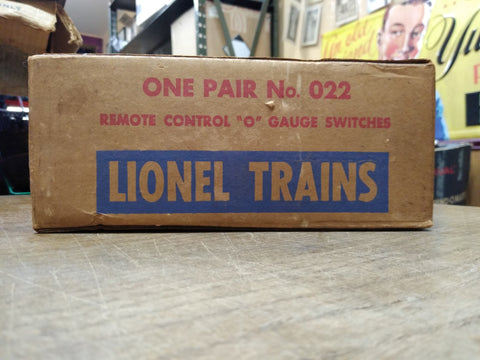 ONE PAIR No. 022
REMOTE CONTROL "O" GAUGE SWITCHES
LIONEL TRAINS